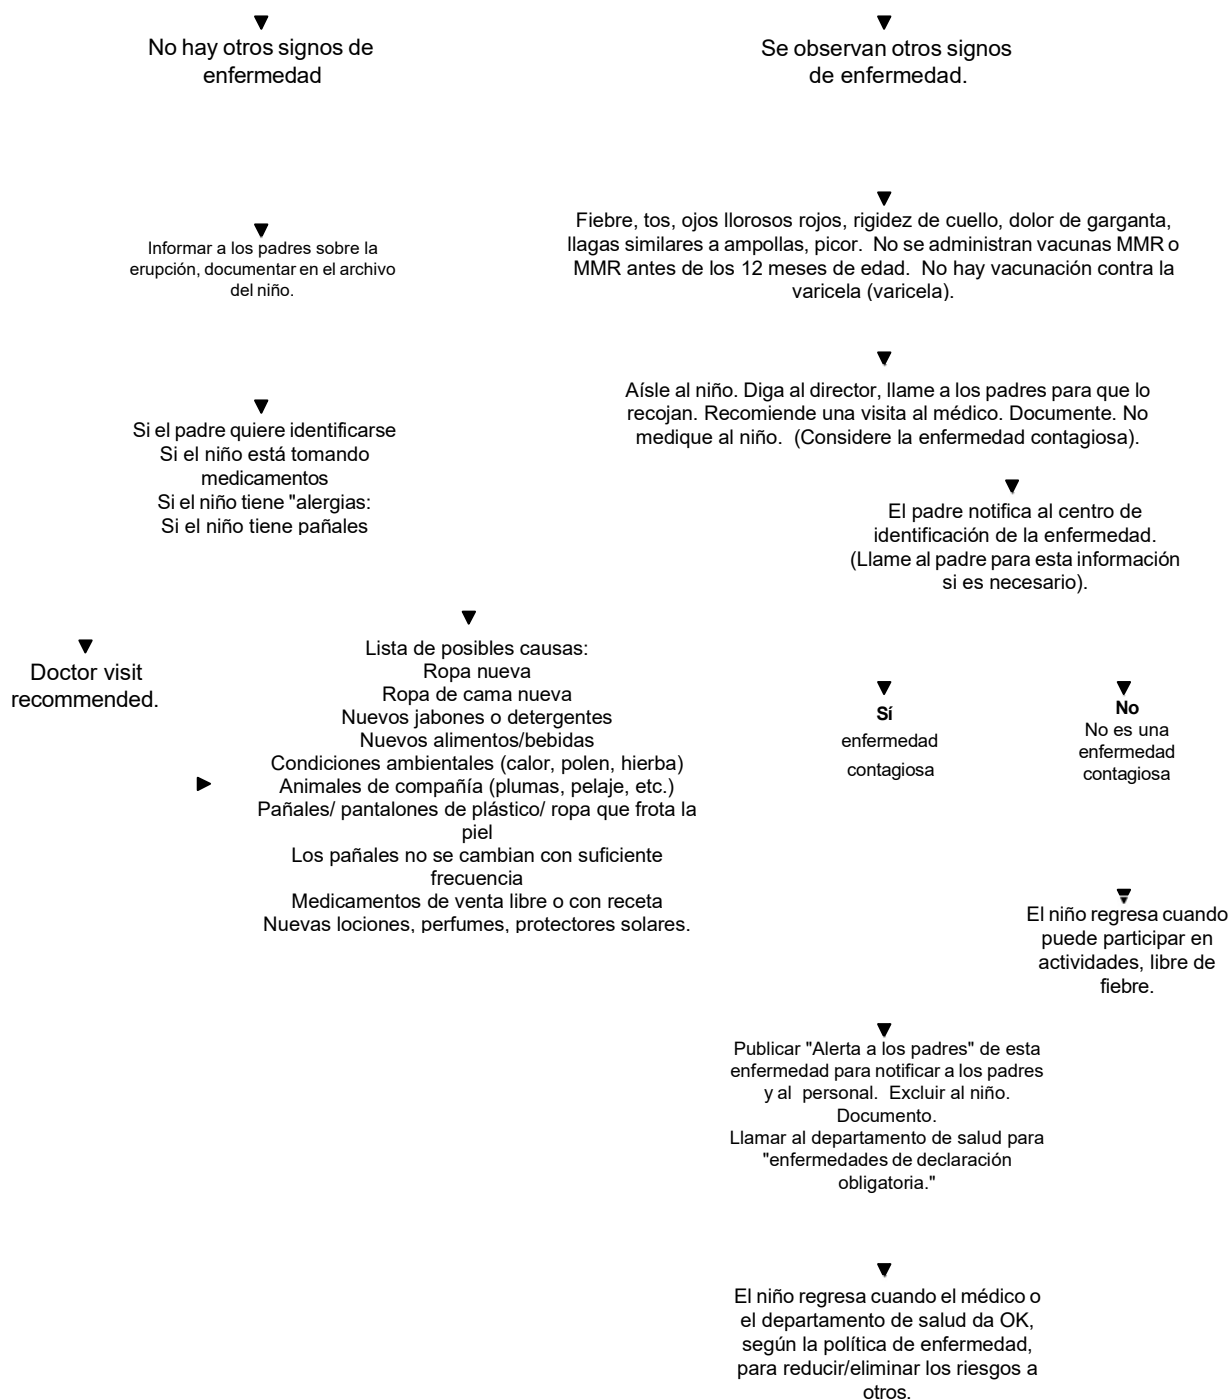 No hay otros signos de
enfermedad
Se observan otros signos
de enfermedad.
Informar a los padres sobre la
erupción, documentar en el archivo
del niño.
Fiebre, tos, ojos llorosos rojos, rigidez de cuello, dolor de garganta,
llagas similares a ampollas, picor. No se administran vacunas MMR o
MMR antes de los 12 meses de edad. No hay vacunación contra la
varicela (varicela).
Aísle al niño. Diga al director, llame a los padres para que lo
recojan. Recomiende una visita al médico. Documente. No
medique al niño. (Considere la enfermedad contagiosa).
Si el padre quiere identificarse
Si el niño está tomando
medicamentos
Si el niño tiene "alergias:
Si el niño tiene pañales
El padre notifica al centro de
identificación de la enfermedad.
(Llame al padre para esta información
si es necesario).
Doctor visit
recommended.
Lista de posibles causas:
Ropa nueva
Ropa de cama nueva
Nuevos jabones o detergentes
Nuevos alimentos/bebidas
Condiciones ambientales (calor, polen, hierba)
Animales de compañía (plumas, pelaje, etc.)
Pañales/ pantalones de plástico/ ropa que frota la
piel
Los pañales no se cambian con suficiente
frecuencia
Medicamentos de venta libre o con receta
Nuevas lociones, perfumes, protectores solares.
Sí
enfermedad
contagiosa
No
No es una
enfermedad
contagiosa
El niño regresa cuando
puede participar en
actividades, libre de
fiebre.
Publicar "Alerta a los padres" de esta
enfermedad para notificar a los padres
y al personal. Excluir al niño.
Documento.
Llamar al departamento de salud para
"enfermedades de declaración
obligatoria."
El niño regresa cuando el médico o
el departamento de salud da OK,
según la política de enfermedad,
para reducir/eliminar los riesgos a
otros.